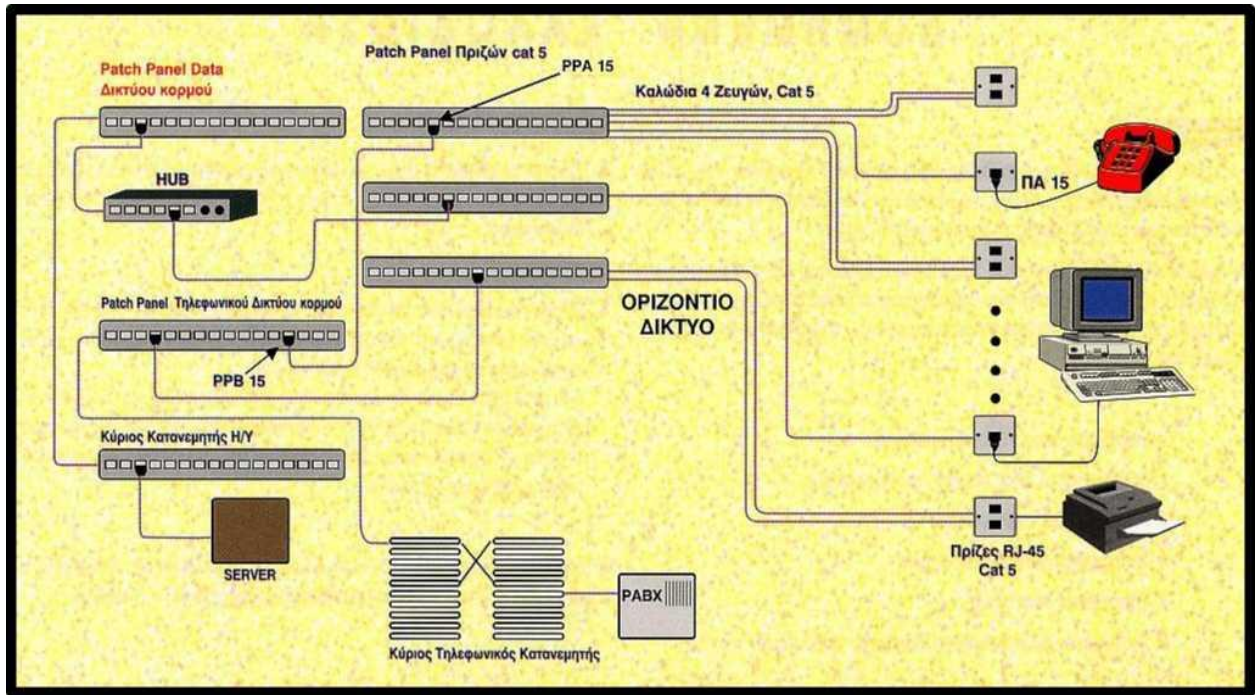 Patch Panel Data
Δικτύου κορμού
Patch Panel Πριζών cat 5
PPA 15
Καλώδια 4 Ζευγών, Cat 5
HUB
ΠΑ 15
Patch Panel Τηλεφωνικού Δικτύου κορμού
PPB 15
ΟΡΙΖΟΝΤΙΟ
ΔΙΚΤΥΟ
Κύριος Κατανεμητής Η/Υ
SERVER
PABX
Πρίζες RJ-45
Cat 5
Κύριος Τηλεφωνικός Κατανεμητής